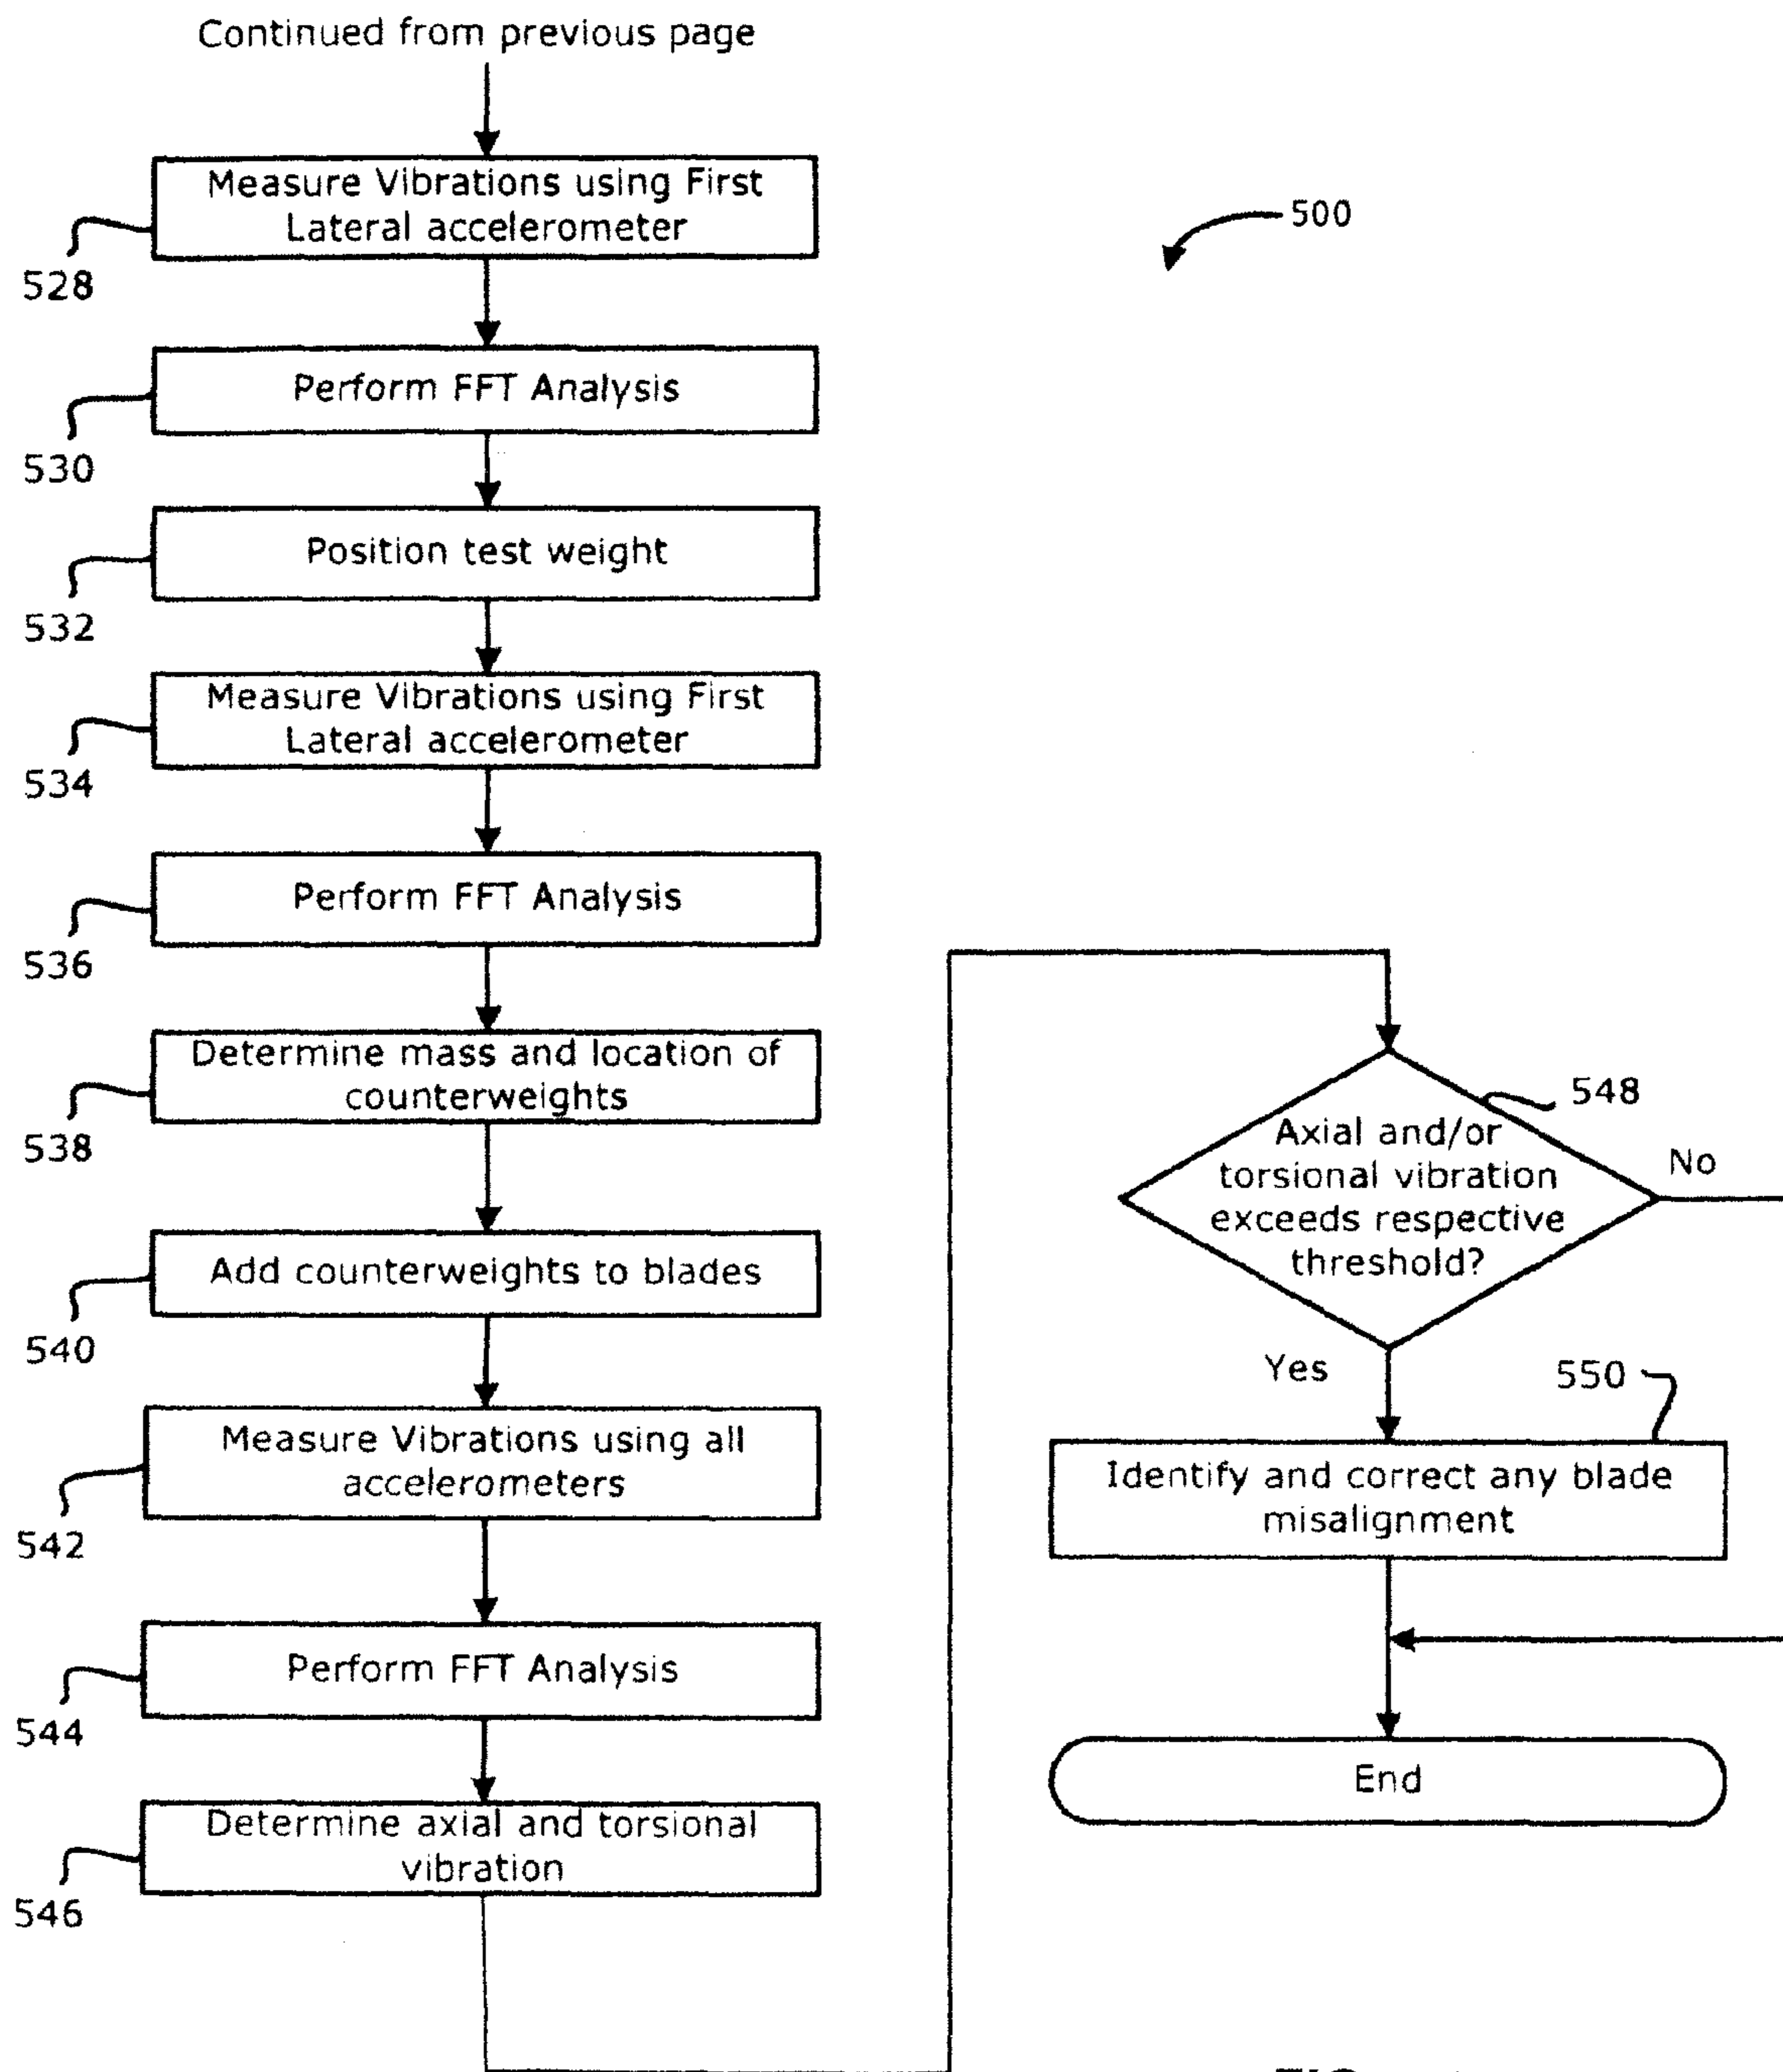 Continued from previous page
Measure Vibrations using First
Lateral accelerometer
528
500
Perform FFT Analysis
530
Position test weight
532
Measure Vibrations using First
Lateral accelerometer
534
Perform FFT Analysis
536
Determine mass and location of
counterweights
538
Add counterweights to blades
540
Measure Vibrations using all
accelerometers
542
Perform FFT Analysis
544
Determine axial and torsional
vibration
546
548
Axial and/or
torsional vibration
exceeds respective
threshold?
No
Yes
550
Identify and correct any blade
misalignment
End